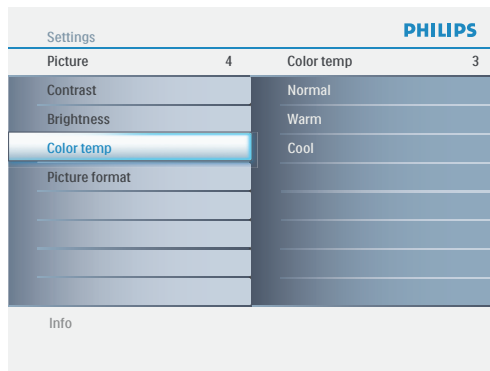 Settings
PHILIPS
Picture 4
Color temp 3
Contrast
Normal
Brightness
Warm
Color temp
Cool
Picture format
Info